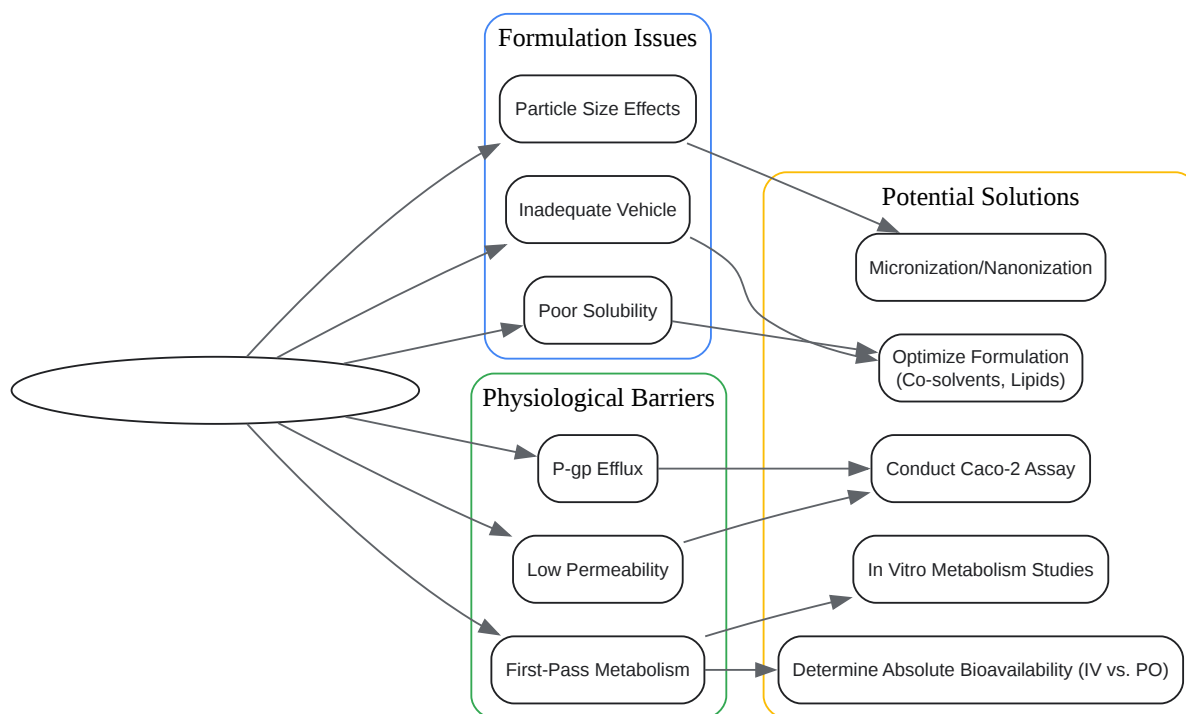 Formulation Issues
Particle Size Effects
Inadequate Vehicle
Poor Solubility
Physiological Barriers
P-gp Efflux
Low Permeability
First-Pass Metabolism
Potential Solutions
Micronization/Nanonization
Optimize Formulation
(Co-solvents, Lipids)
Conduct Caco-2 Assay
In Vitro Metabolism Studies
Determine Absolute Bioavailability (IV vs. PO)